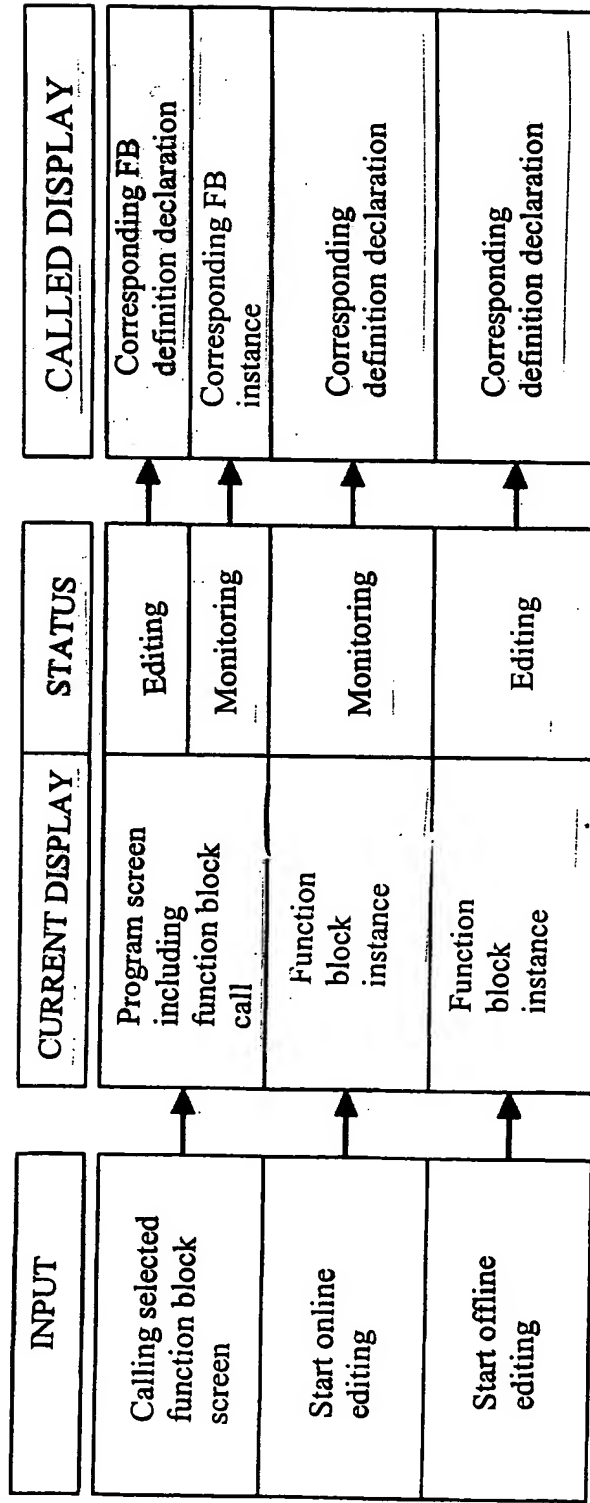 INPUT
CURRENT DISPLAY
STATUS
CALLED DISPLAY
Calling selected
function block
screen
Program screen
including
function block
call
Editing
Corresponding FB
definition declaration
Monitoring
Corresponding FB
instance
Start online
editing
Function
block
instance
Monitoring
Corresponding
definition declaration
Start offline
editing
Function
block
instance
Editing
Corresponding
definition declaration